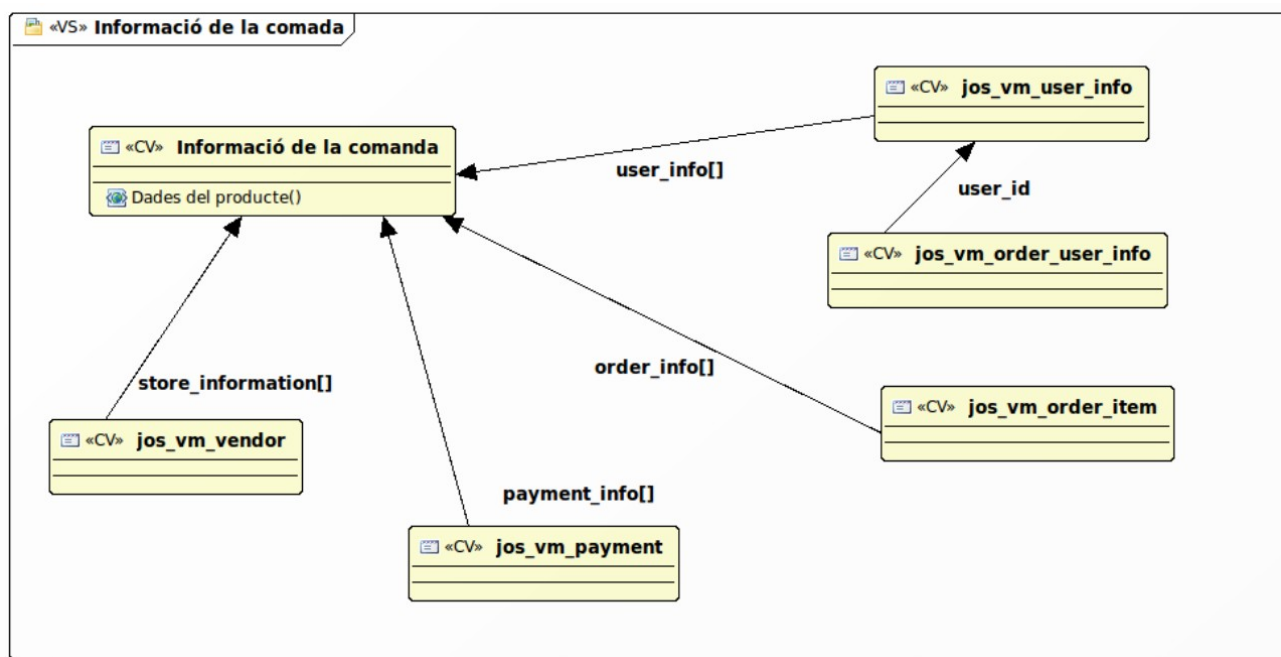 «VS» Informació de la comada
«CV» jos_vm_user_info
«CV» Informació de la comanda
Dades del producte()
user_info[]
user_id
«CV» jos_vm_order_user_info
order_info[]
store_information[]
«CV» jos_vm_order_item
«CV» jos_vm_vendor
payment_info[]
«CV» jos_vm_payment